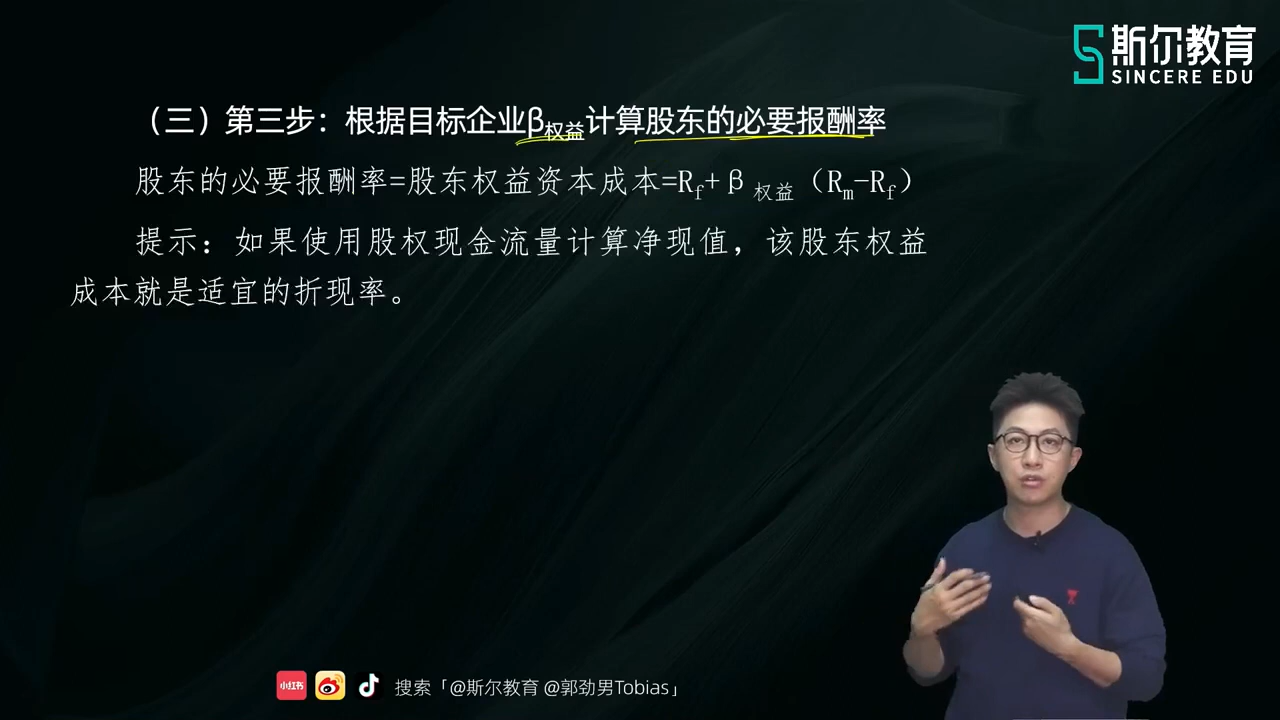 斯尔教育
SINCERE EDU
（三）第三步：根据目标企业β权益计算股东的必要报酬率
股东的必要报酬率=股东权益资本成本=Rf+β权益（Rm-Rf）
提示：如果使用股权现金流量计算净现值，该股东权益
成本就是适宜的折现率。
小红书 搜索「@斯尔教育 @郭劲男Tobias」